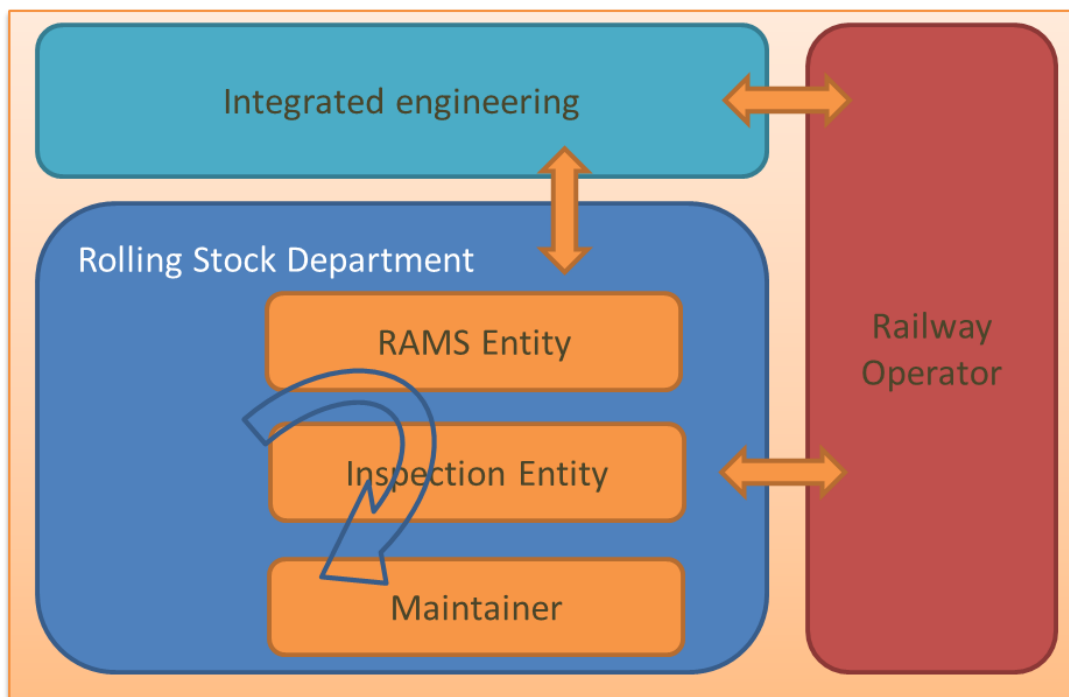 Integrated engineering
Rolling Stock Department
RAMS Entity
Inspection Entity
Maintainer
Railway
Operator